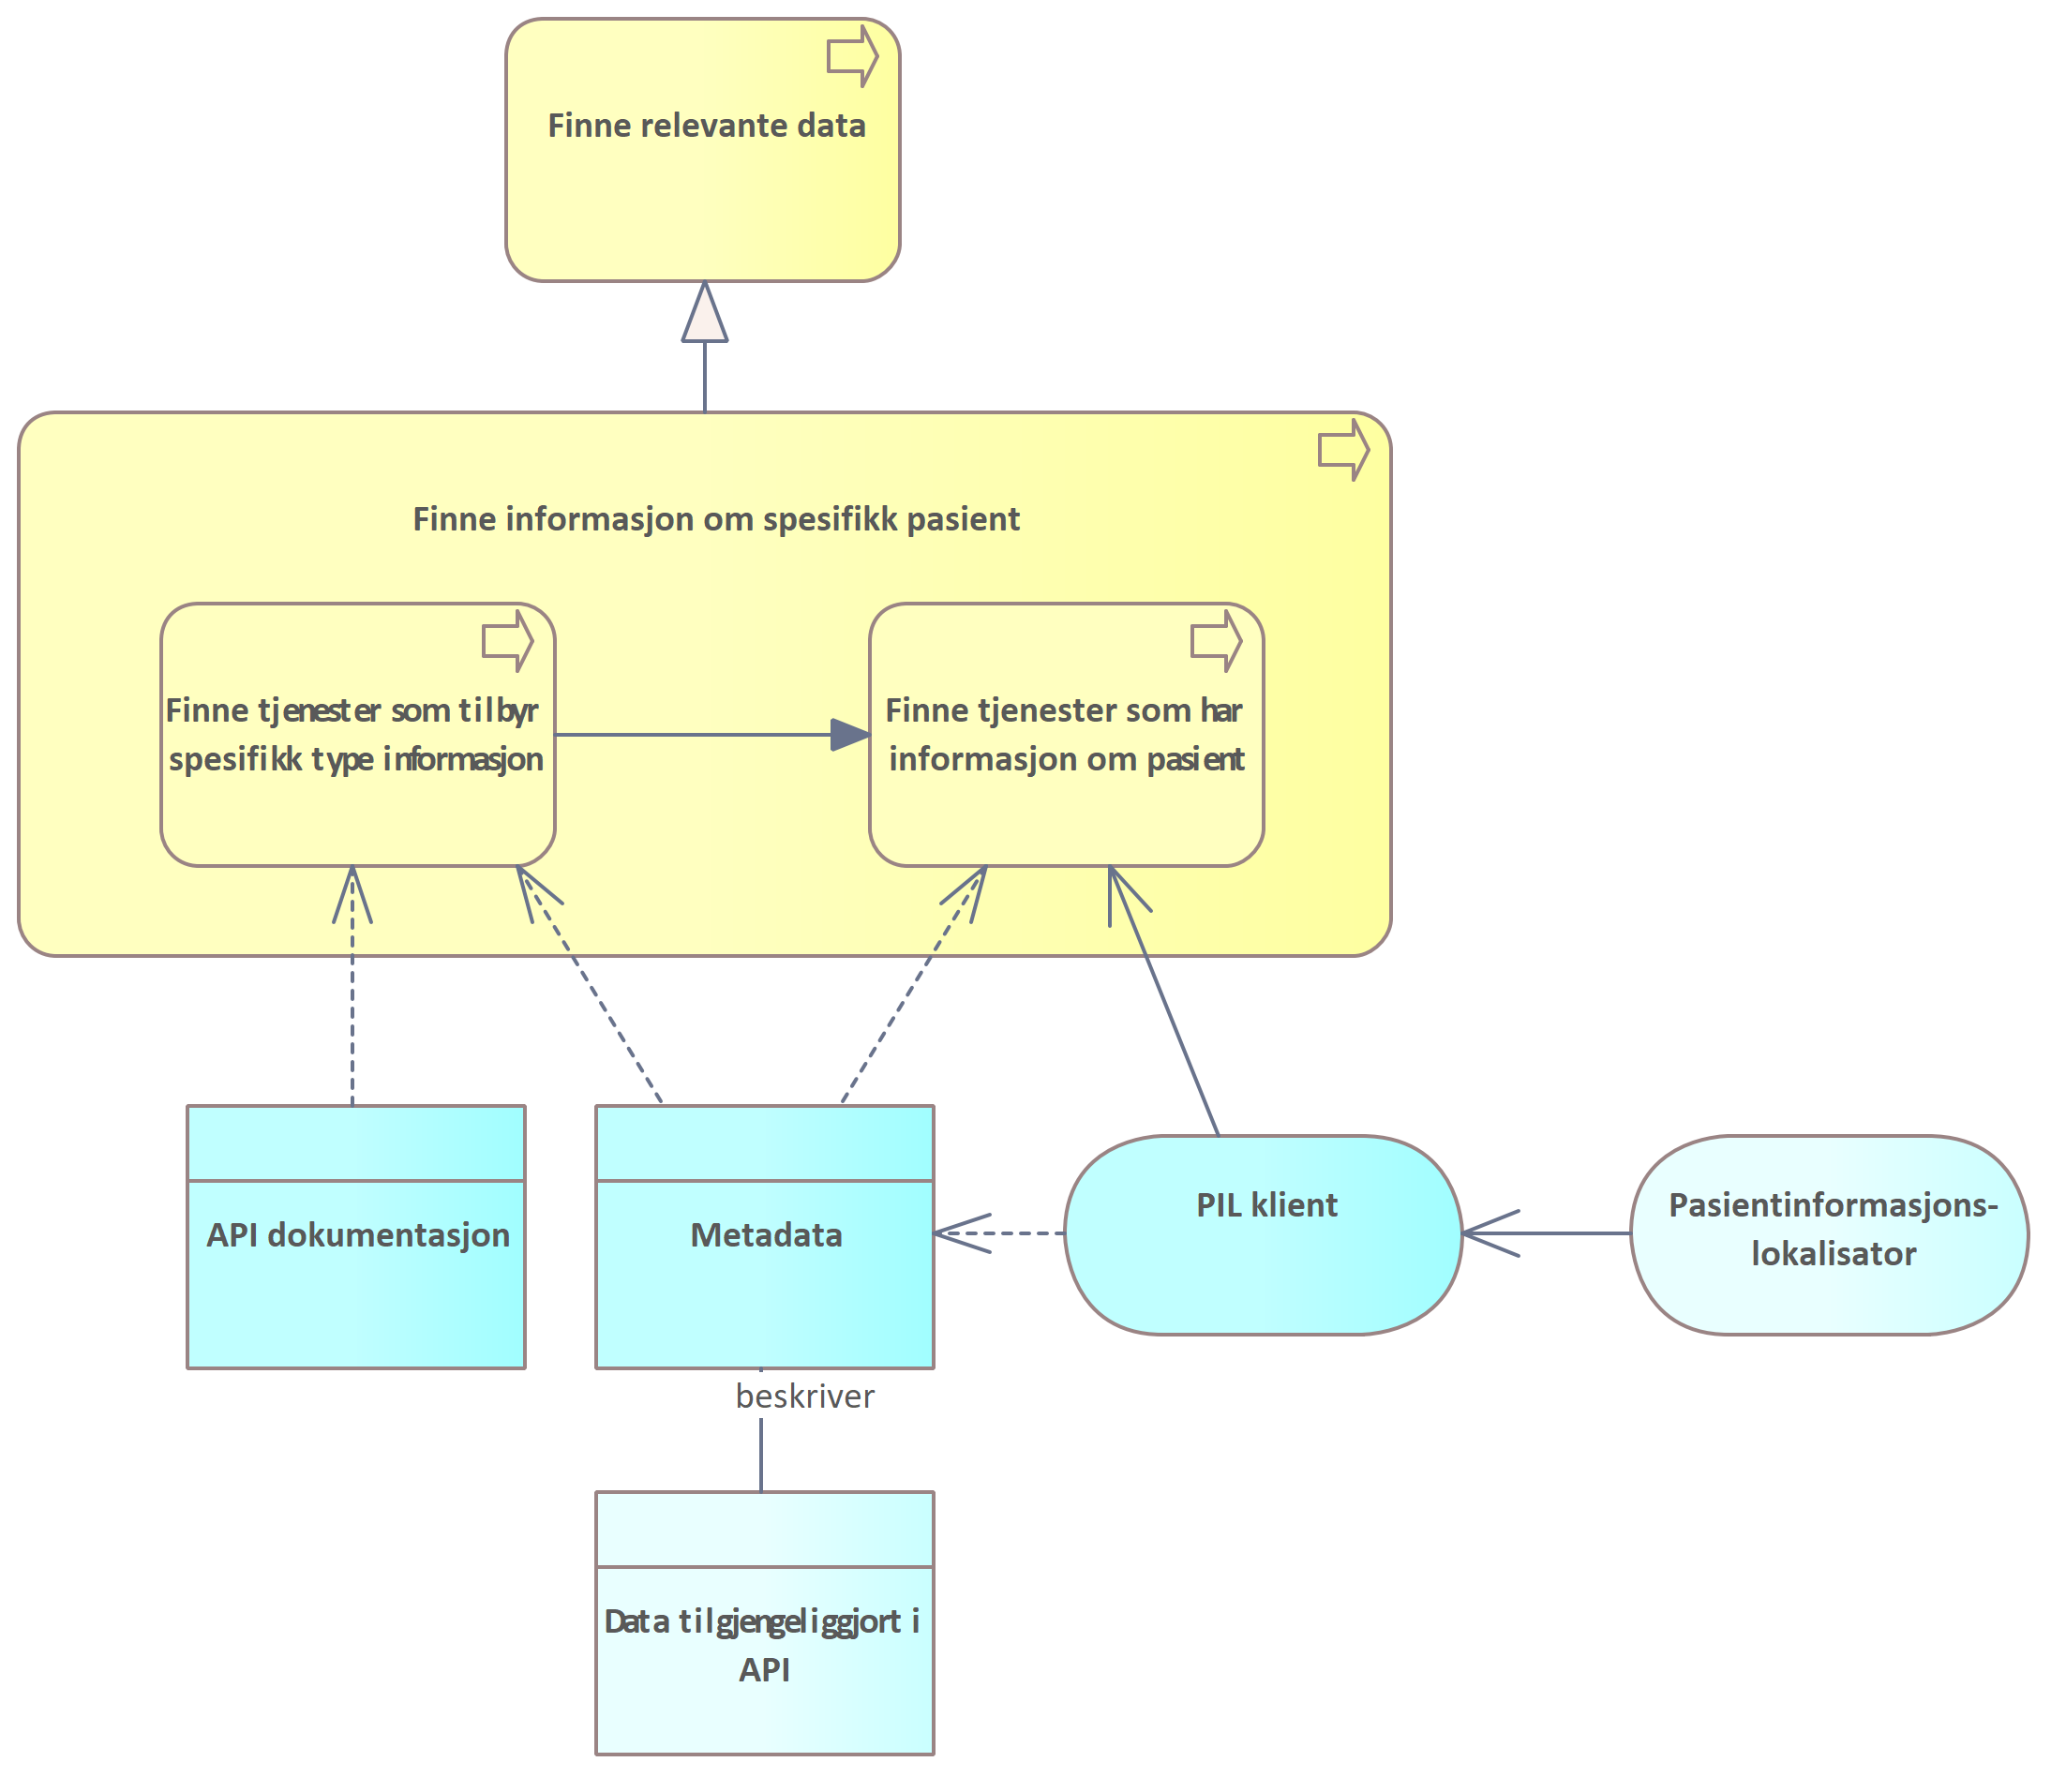 Finne relevante data
Finne informasjon om spesifikk pasient
Finne tjenester som tilbyr
spesifikk type informasjon
Finne tjenester som har
informasjon om pasient
API dokumentasjon
Metadata
PIL klient
Pasientinformasjons-
lokalisator
beskriver
Data tilgjengeliggjort i
API